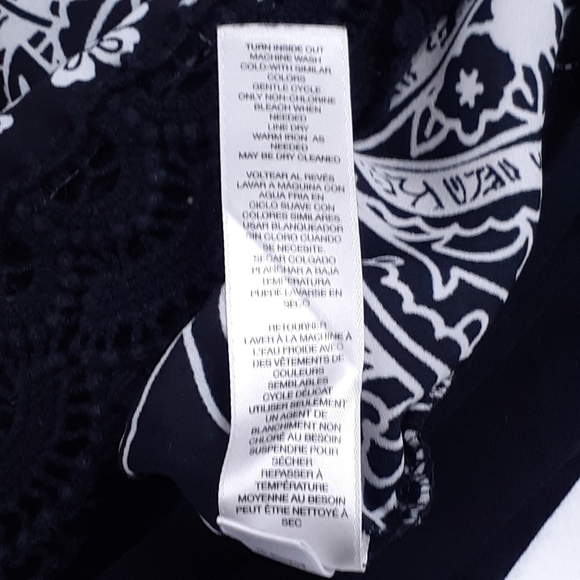 TURN INSIDE OUT
MACHINE WASH
COLD-WITH SIMILAR
COLORS
GENTLE CYCLE
ONLY NON-CHLORINE
BLEACH WHEN
NEEDED
LINE DRY
WARM IRON AS
NEEDED
MAY BE DRY CLEANED
VOLTEAR AL REVÉS
LAVAR A MAQUINA CON
AGUA FRIA EN
CICLO SUAVE CON
COLORES SIMILARES
USAR BLANQUEADOR
SIN CLORO CUANDO
SE NECESITE.
SECAR COLGADO
PLANCHAR A BAJA
TEMPERATURA
PUEDE LAVARSE EN
SECO
RETOURNER
LAVER À LA MACHINE À
L'EAU FROIDE AVEC
DES VÊTEMENTS DE
COULEURS
SEMBLABLES
CYCLE DÉLICAT
UTILISER SEULEMENT
UN AGENT DE
BLANCHIMENT NON
CHLORÉ AU BESOIN
SUSPENDRE POUR
SÉCHER
REPASSER À
TEMPÉRATURE
MOYENNE AU BESOIN
PEUT ÊTRE NETTOYÉ À
SEC